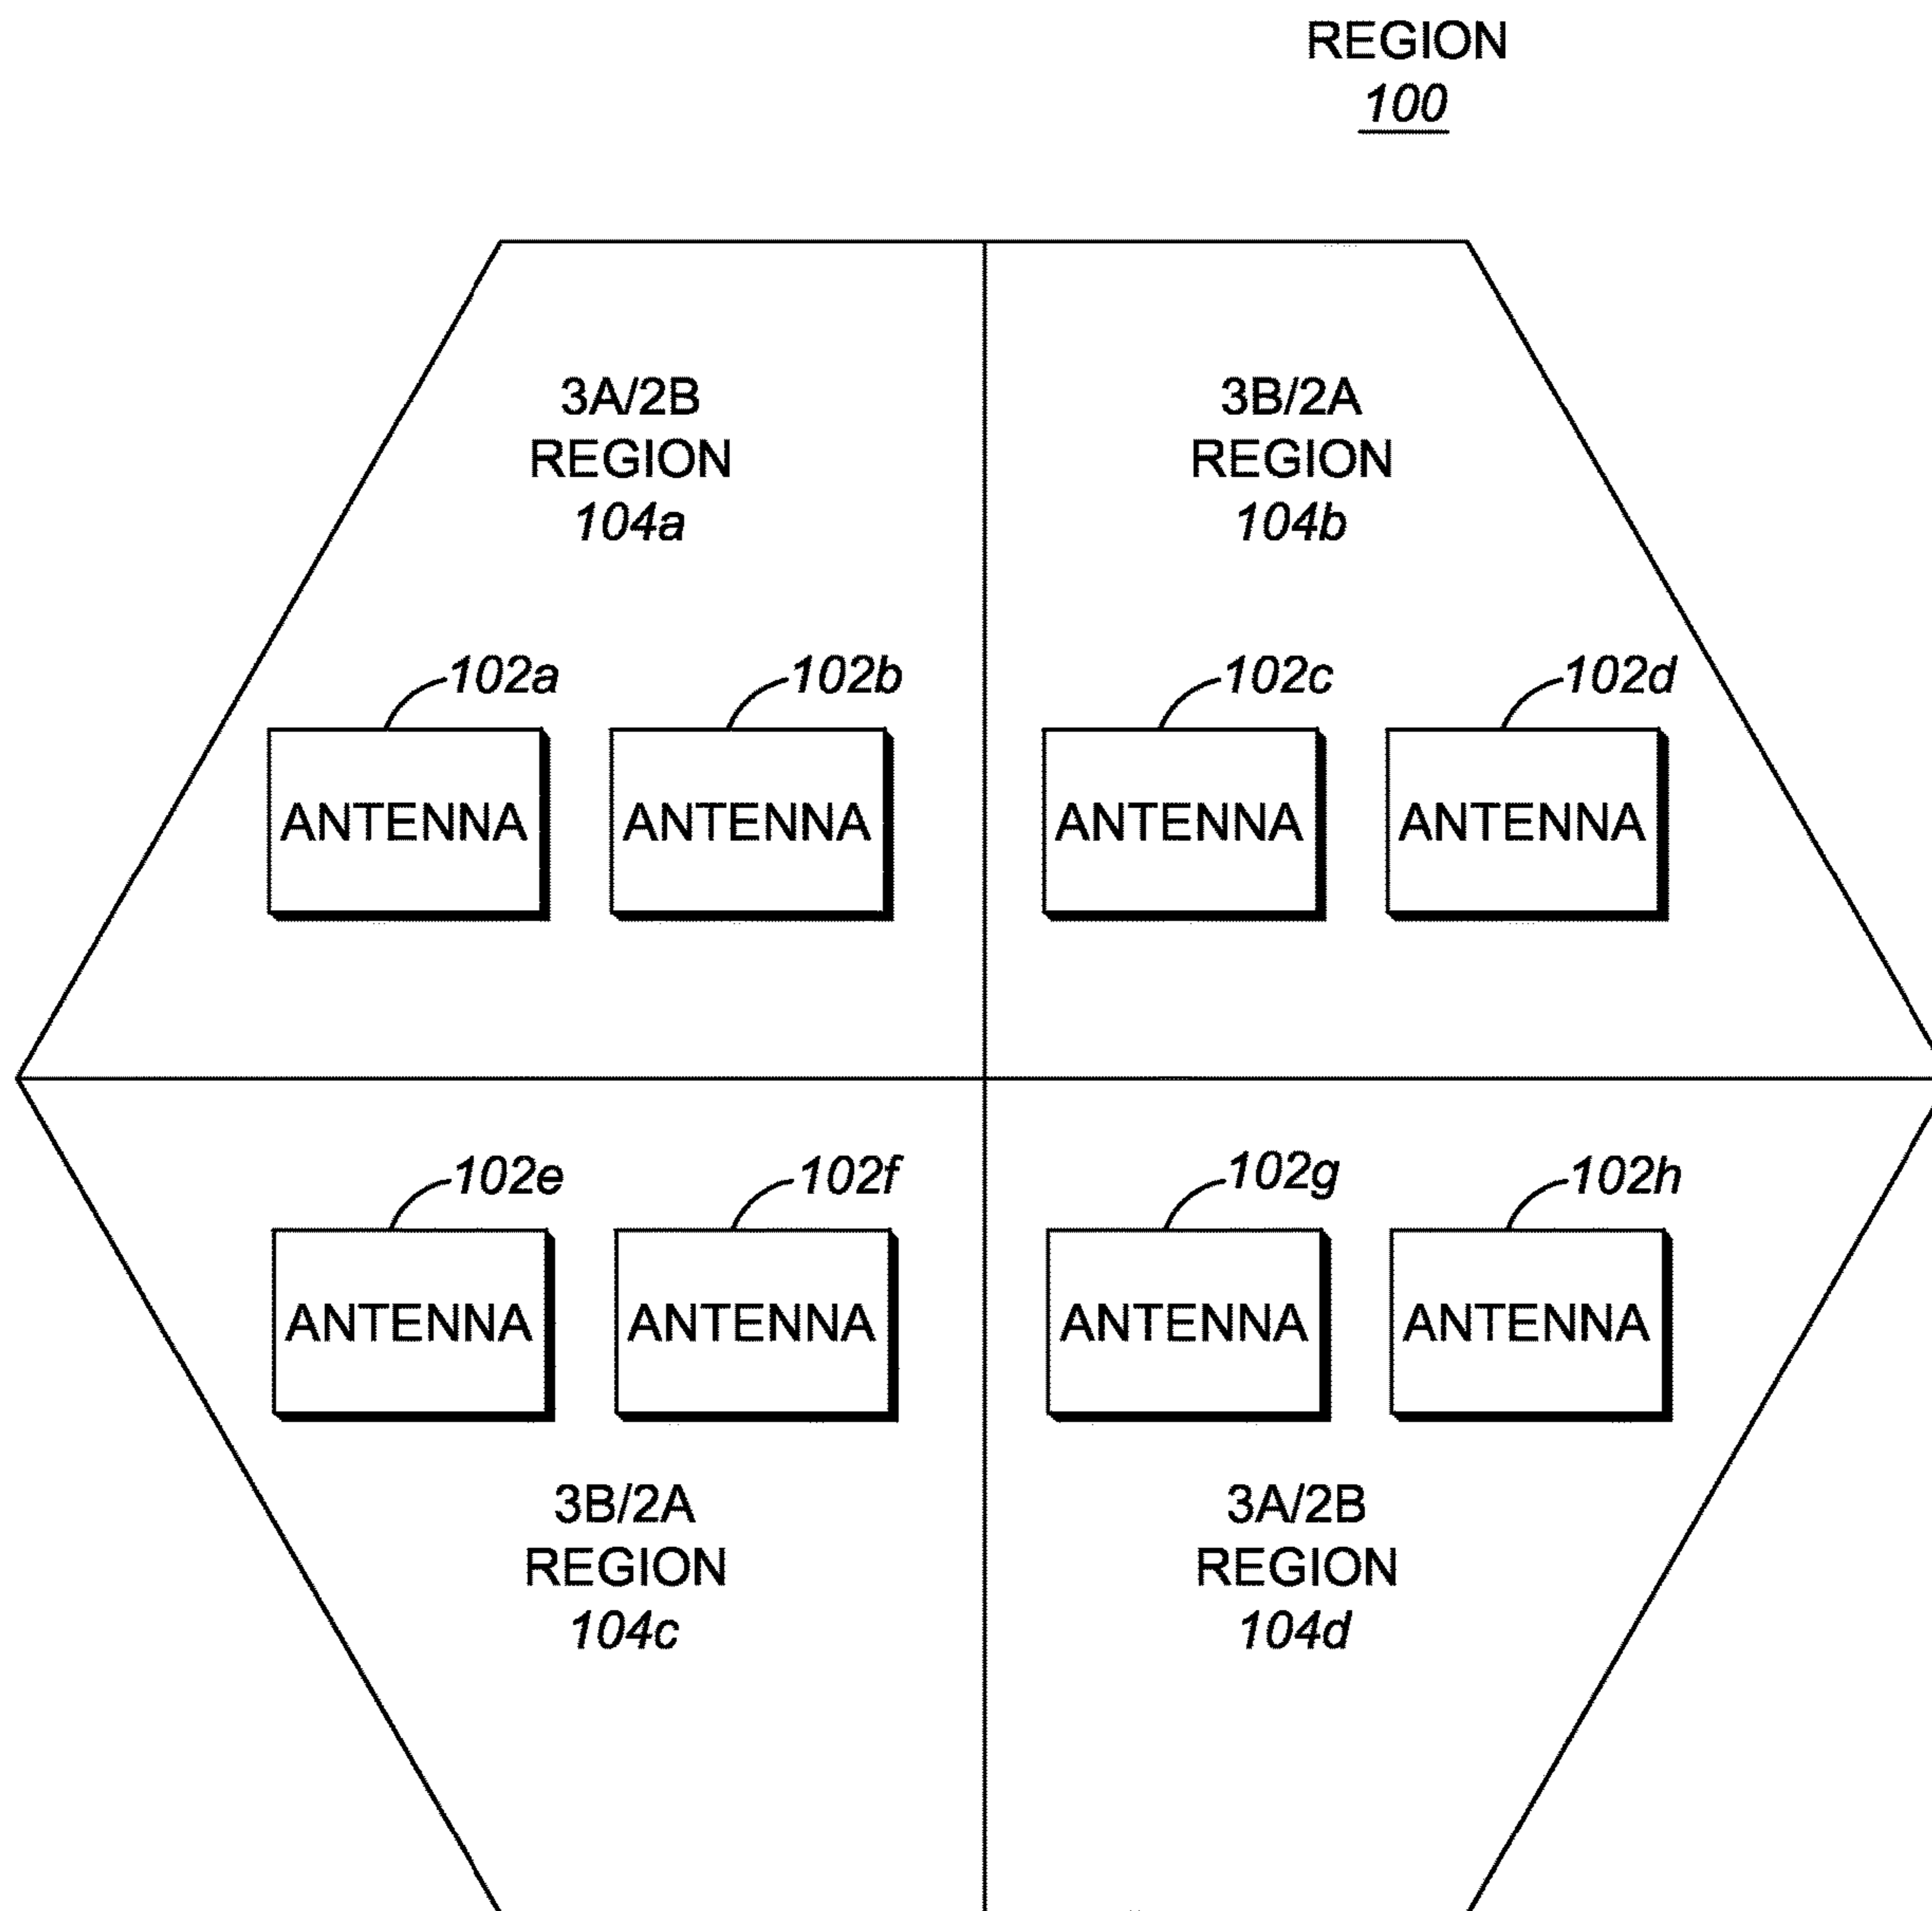 REGION
100
3A/2B
REGION
104a
3B/2A
REGION
104b
102a
102b
102c
102d
ANTENNA
ANTENNA
ANTENNA
ANTENNA
102e
102f
102g
102h
ANTENNA
ANTENNA
ANTENNA
ANTENNA
3B/2A
REGION
104c
3A/2B
REGION
104d